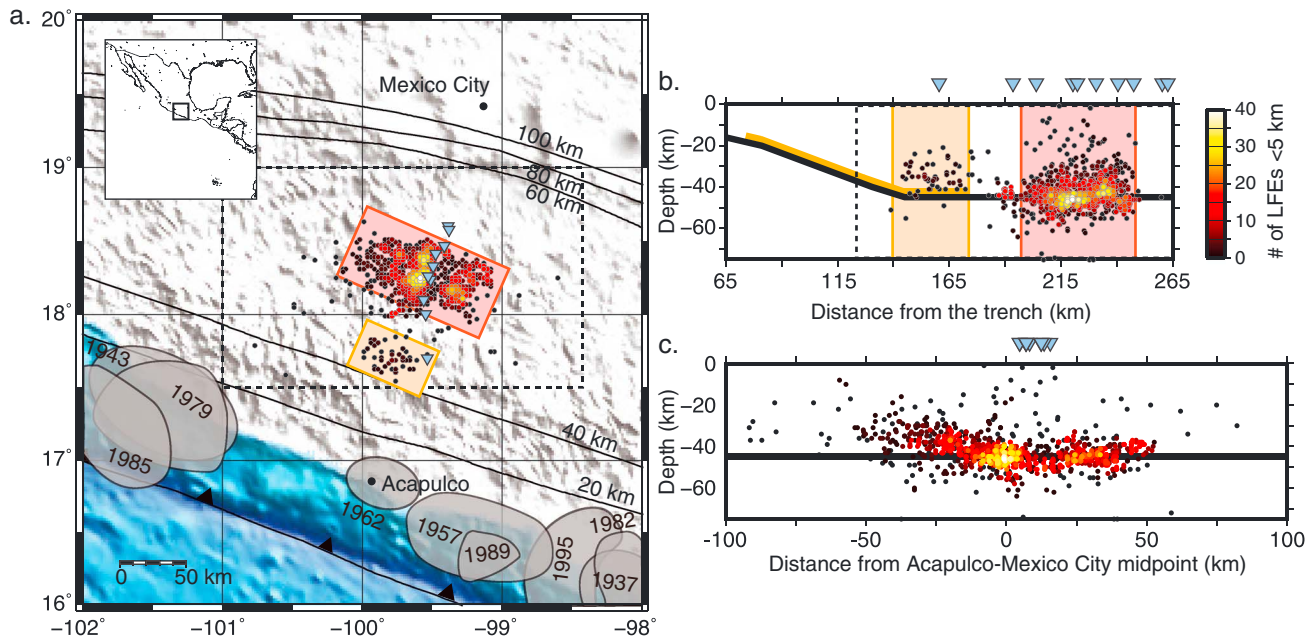 a.
20°
19°
18°
17°
16°
−102°
−101°
−100°
−99°
−98°
Mexico City
100 km
80 km
60 km
40 km
20 km
1943
1979
1985
Acapulco
1962
1957
1989
1995
1982
1937
0 50 km
b.
0
−20
−40
−60
Depth (km)
65 115 165 215 265
Distance from the trench (km)
40
30
20
10
0
# of LFEs <5 km
c.
0
−20
−40
−60
Depth (km)
-100 -50 0 50 100
Distance from Acapulco-Mexico City midpoint (km)